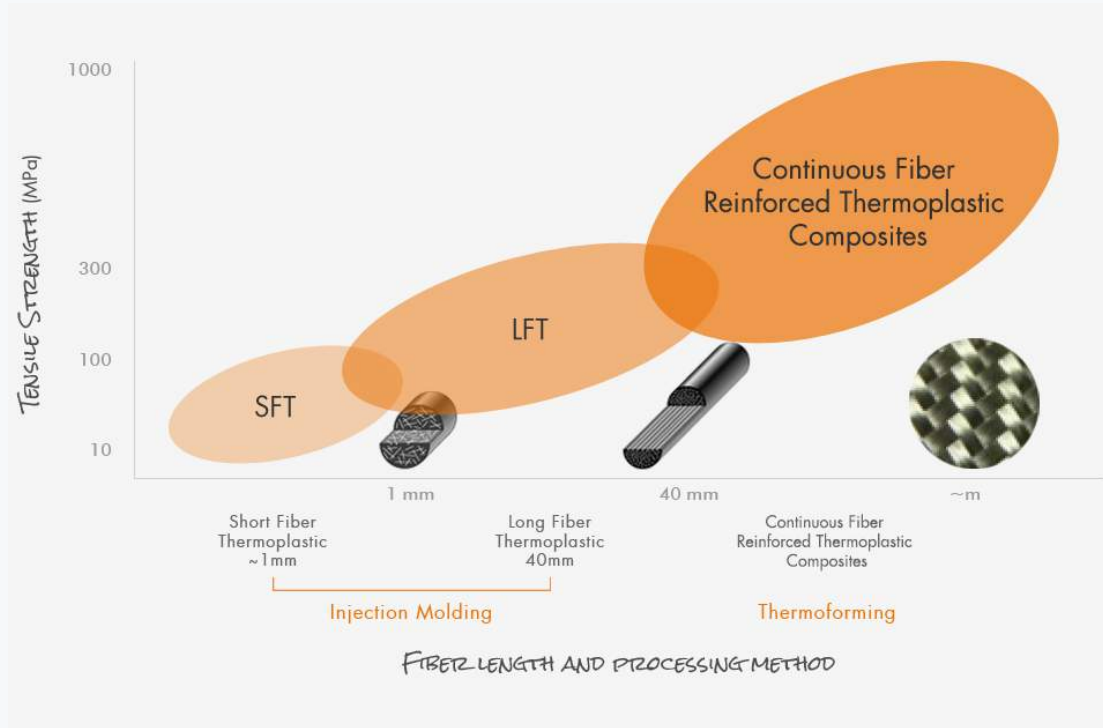 1000
300
100
10
TENSILE STRENGTH (MPa)
Continuous Fiber
Reinforced Thermoplastic
Composites
LFT
SFT
1 mm
40 mm
~m
Short Fiber
Thermoplastic
~1mm
Long Fiber
Thermoplastic
40mm
Continuous Fiber
Reinforced Thermoplastic
Composites
Injection Molding
Thermoforming
FIBER LENGTH AND PROCESSING METHOD